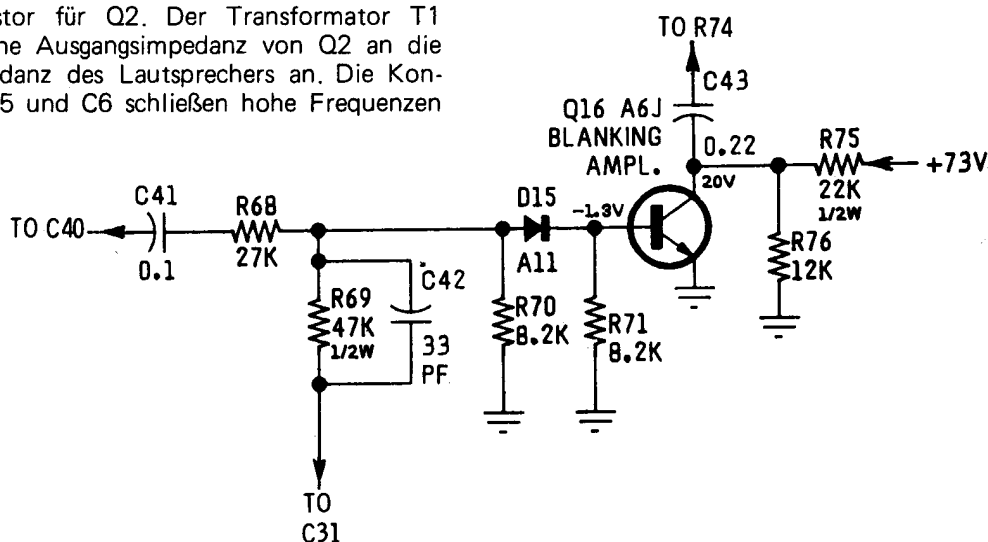 stor für Q2. Der Transformator T1
ne Ausgangsimpedanz von Q2 an die
danz des Lautsprechers an. Die Kon-
5 und C6 schließen hohe Frequenzen
TO R74
C43
Q16 A6J
BLANKING
AMPL.
0.22
R75
+73V
20V
22K
1/2W
C41
R68
D15
-1.3V
TO C40
R76
12K
0.1
27K
A11
C42
R69
47K
1/2W
R70
8.2K
R71
8.2K
33
PF
TO
C31